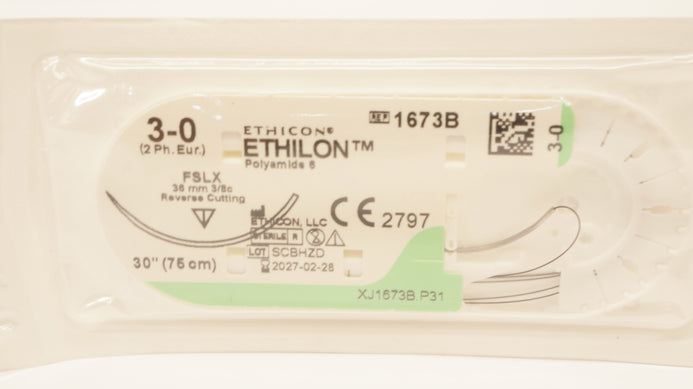 3-0
(2 Ph.Eur.)
ETHICON®
ETHILON™
Polyamide 6
REF 1673B
3-0
FSLX
36 mm 3/8c
Reverse Cutting
ETHICON, LLC
STERILE R
CE 2797
LOT SCBHZD
2027-02-28
30" (75 cm)
XJ1673B.P31